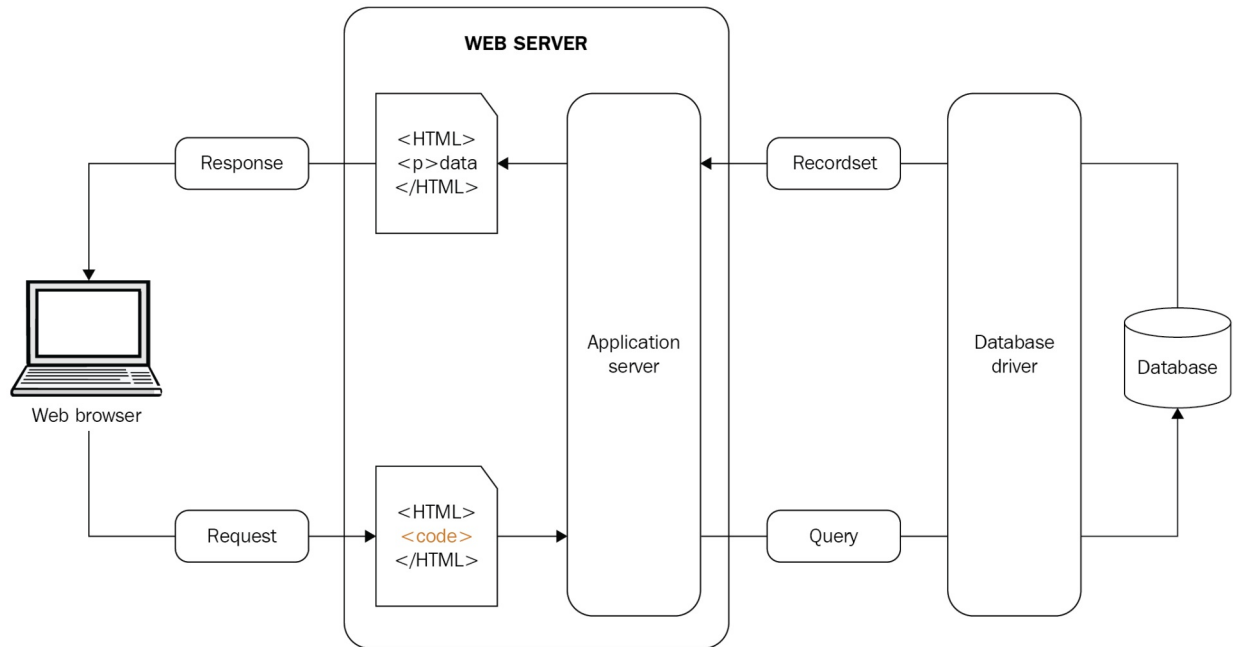 WEB SERVER
<HTML>
<p>data
</HTML>
Response
Recordset
Application
server
Database
driver
Database
Web browser
Request
<HTML>
<code>
</HTML>
Query